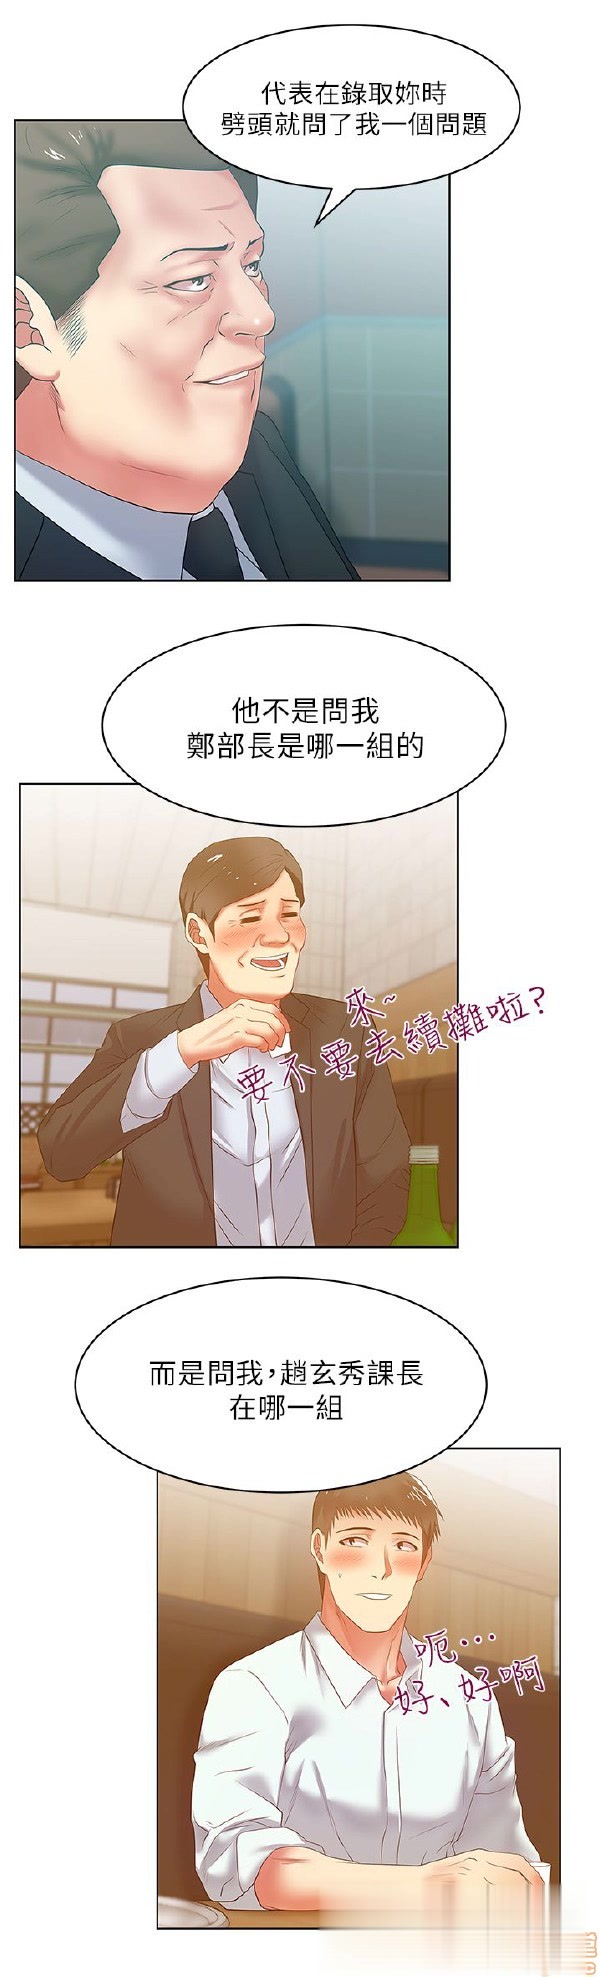 代表在錄取妳時
劈頭就問了我一個問題
他不是問我
鄭部長是哪一組的
來~
要不要去續攤啦?
而是問我,趙玄秀課長
在哪一組
呃…
好、好啊